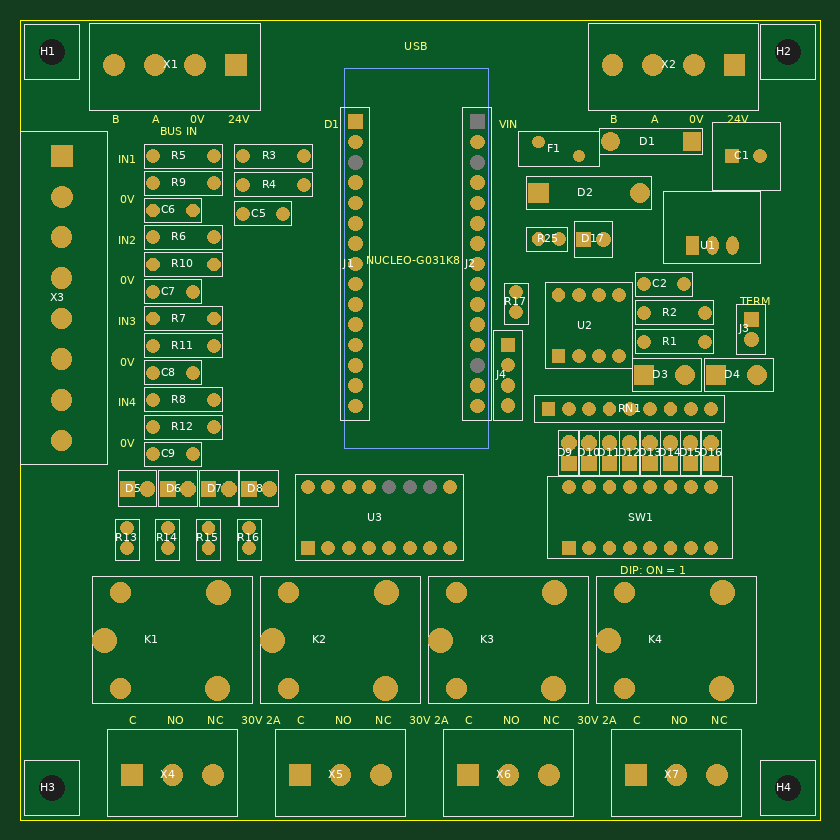 USB
H1 X1 X2 H2
B A 0V 24V B A 0V 24V
BUS IN D1 VIN
IN1 R5 R3 F1 D1 C1
R9 R4 D2
0V C6 C5
IN2 R6 R25 D17 U1
R10 J1 NUCLEO-G031K8 J2
0V C7 C2
X3 R17 TERM
IN3 R7 U2 R2 J3
R11 R1
0V C8 J4 D3 D4
IN4 R8 RN1
R12
0V C9 D9 D10 D11 D12 D13 D14 D15 D16
D5 D6 D7 D8
U3 SW1
R13 R14 R15 R16
DIP: ON = 1
K1 K2 K3 K4
C NO NC 30V 2A C NO NC 30V 2A C NO NC 30V 2A C NO NC
X4 X5 X6 X7
H3 H4